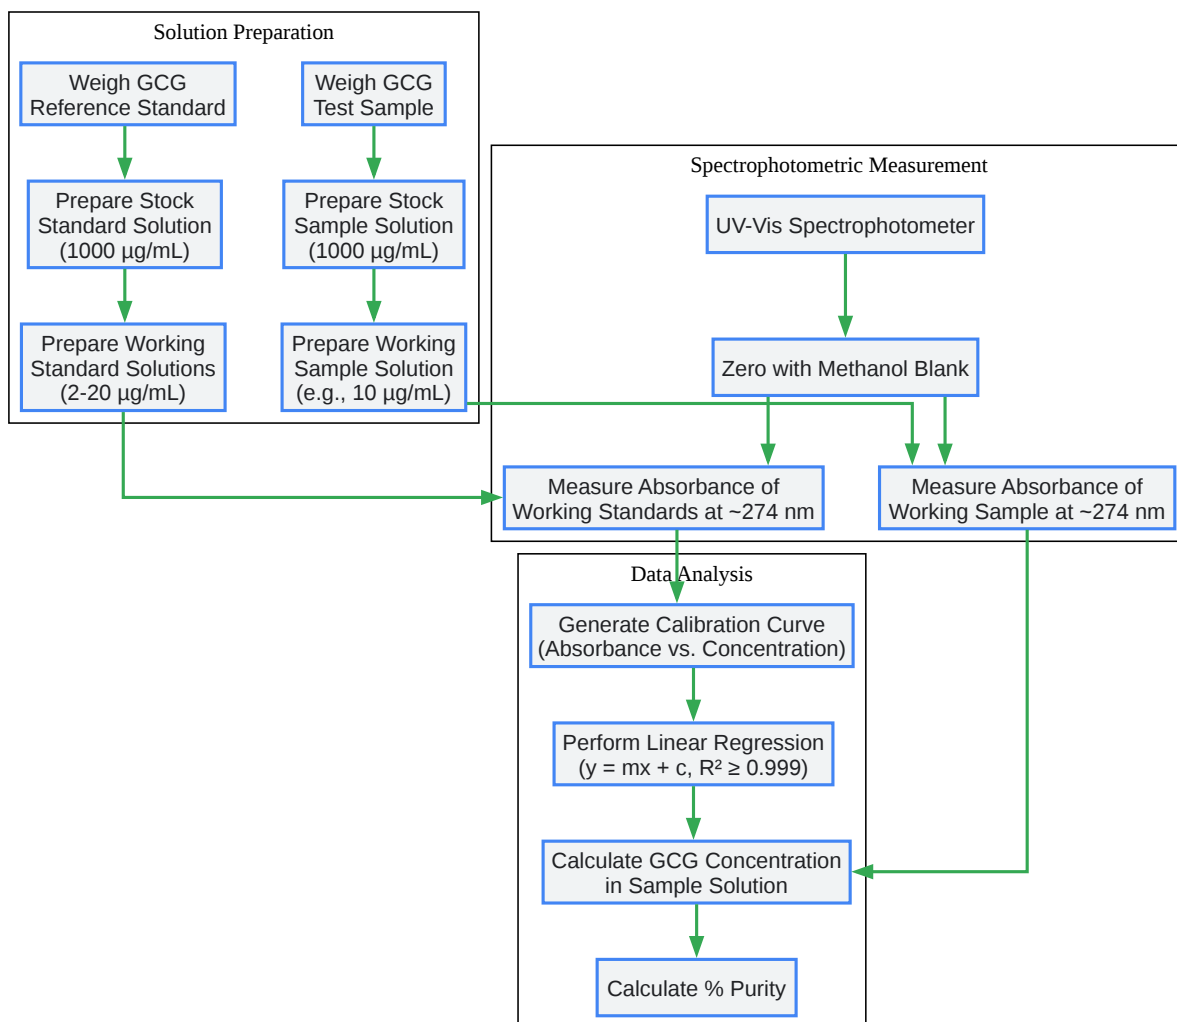 Solution Preparation
Weigh GCG
Reference Standard
Weigh GCG
Test Sample
Prepare Stock
Standard Solution
(1000 µg/mL)
Prepare Stock
Sample Solution
(1000 µg/mL)
Prepare Working
Standard Solutions
(2-20 µg/mL)
Prepare Working
Sample Solution
(e.g., 10 µg/mL)
Spectrophotometric Measurement
UV-Vis Spectrophotometer
Zero with Methanol Blank
Measure Absorbance of
Working Standards at ~274 nm
Measure Absorbance of
Working Sample at ~274 nm
Data Analysis
Generate Calibration Curve
(Absorbance vs. Concentration)
Perform Linear Regression
(y = mx + c, R² ≥ 0.999)
Calculate GCG Concentration
in Sample Solution
Calculate % Purity